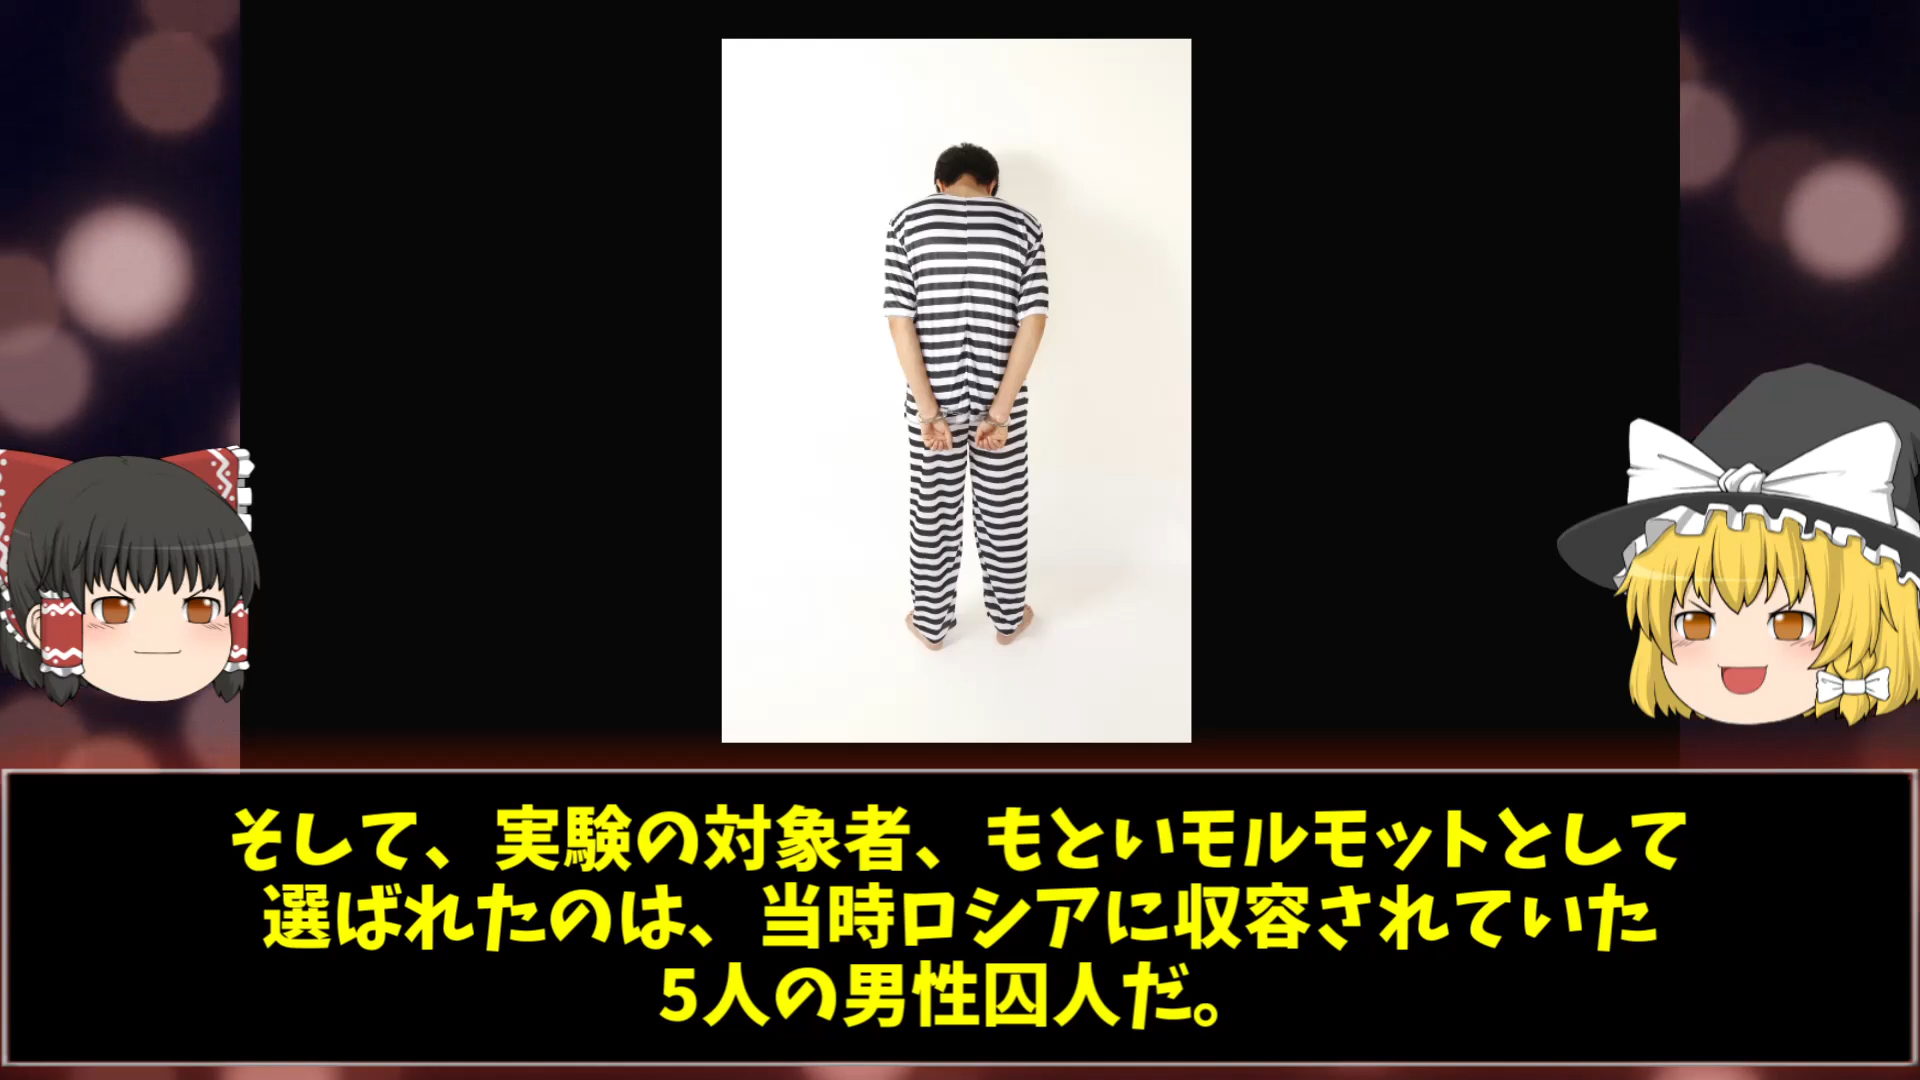 そして、実験の対象者、もといモルモットとして
選ばれたのは、当時ロシアに収容されていた
5人の男性囚人だ。